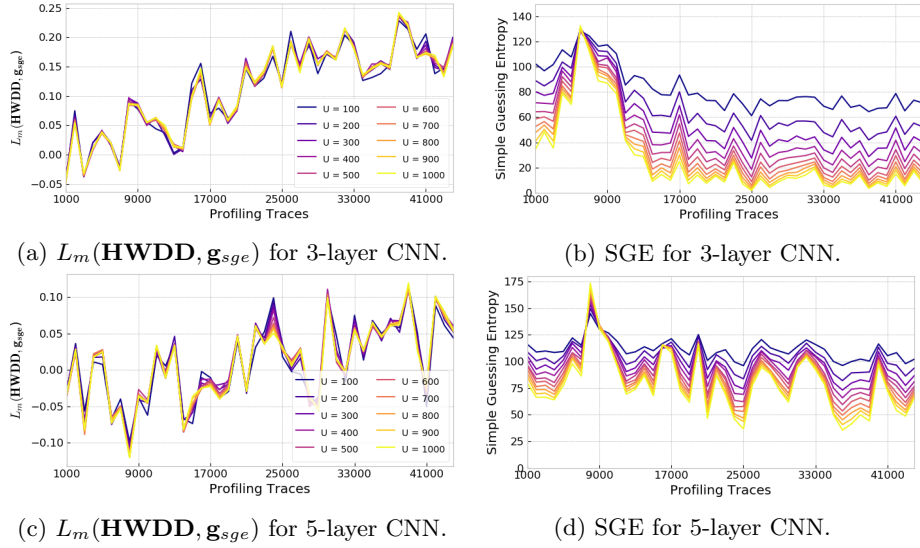 0.25
0.20
0.15
0.10
0.05
0.00
−0.05
L_m(HWDD, g_sge)
U = 100
U = 200
U = 300
U = 400
U = 500
U = 600
U = 700
U = 800
U = 900
U = 1000
1000 9000 17000 25000 33000 41000
Profiling Traces
140
120
100
80
60
40
20
0
Simple Guessing Entropy
1000 9000 17000 25000 33000 41000
Profiling Traces
(a) L_m(HWDD, g_sge) for 3-layer CNN.
(b) SGE for 3-layer CNN.
0.10
0.05
0.00
−0.05
−0.10
L_m(HWDD, g_sge)
U = 100
U = 200
U = 300
U = 400
U = 500
U = 600
U = 700
U = 800
U = 900
U = 1000
1000 9000 17000 25000 33000 41000
Profiling Traces
175
150
125
100
75
50
25
0
Simple Guessing Entropy
1000 9000 17000 25000 33000 41000
Profiling Traces
(c) L_m(HWDD, g_sge) for 5-layer CNN.
(d) SGE for 5-layer CNN.